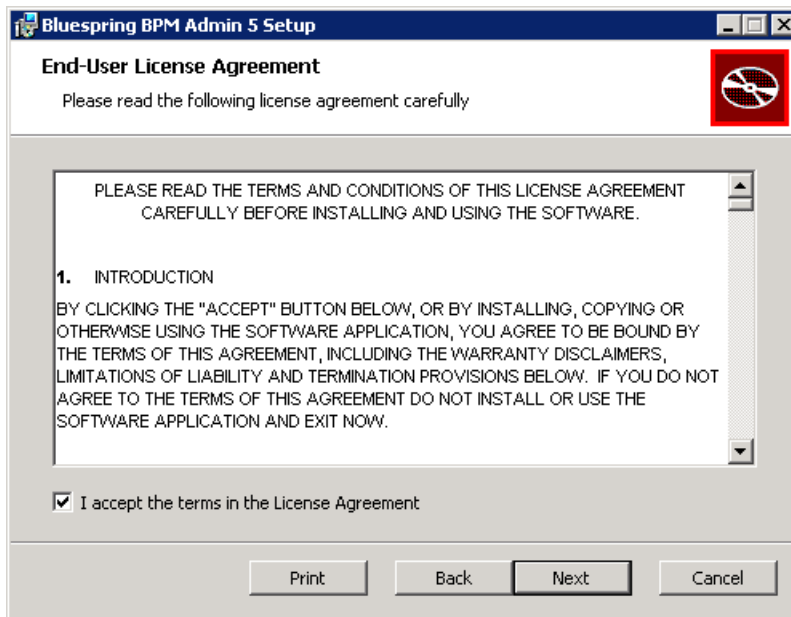 Bluespring BPM Admin 5 Setup
End-User License Agreement
Please read the following license agreement carefully
PLEASE READ THE TERMS AND CONDITIONS OF THIS LICENSE AGREEMENT
CAREFULLY BEFORE INSTALLING AND USING THE SOFTWARE.
1. INTRODUCTION
BY CLICKING THE "ACCEPT" BUTTON BELOW, OR BY INSTALLING, COPYING OR
OTHERWISE USING THE SOFTWARE APPLICATION, YOU AGREE TO BE BOUND BY
THE TERMS OF THIS AGREEMENT, INCLUDING THE WARRANTY DISCLAIMERS,
LIMITATIONS OF LIABILITY AND TERMINATION PROVISIONS BELOW. IF YOU DO NOT
AGREE TO THE TERMS OF THIS AGREEMENT DO NOT INSTALL OR USE THE
SOFTWARE APPLICATION AND EXIT NOW.
I accept the terms in the License Agreement
Print Back Next Cancel